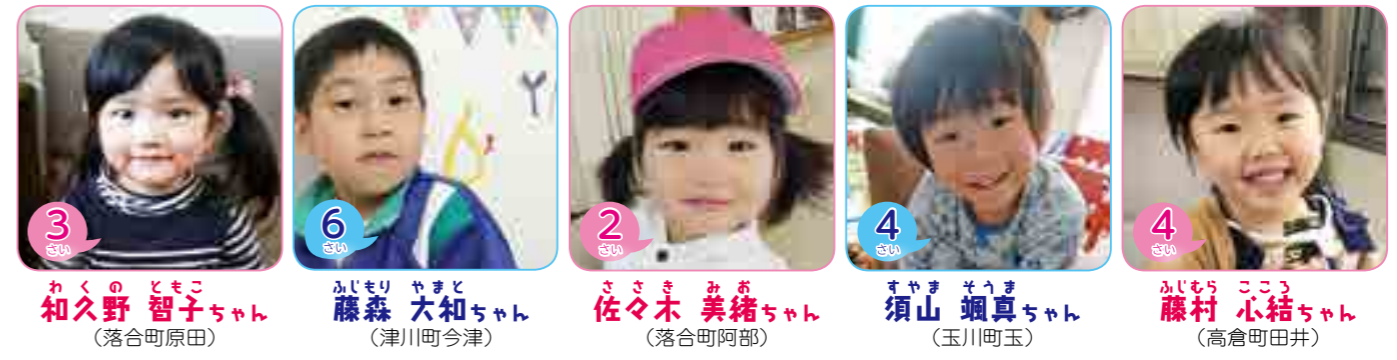 3
さい
6
さい
2
さい
4
さい
4
さい
わくの ともこ
和久野 智子ちゃん
（落合町原田）
ふじもり やまと
藤森 大和ちゃん
（津川町今津）
ささき みお
佐々木 美緒ちゃん
（落合町阿部）
すやま そうま
須山 颯真ちゃん
（玉川町玉）
ふじむら こころ
藤村 心結ちゃん
（高倉町田井）